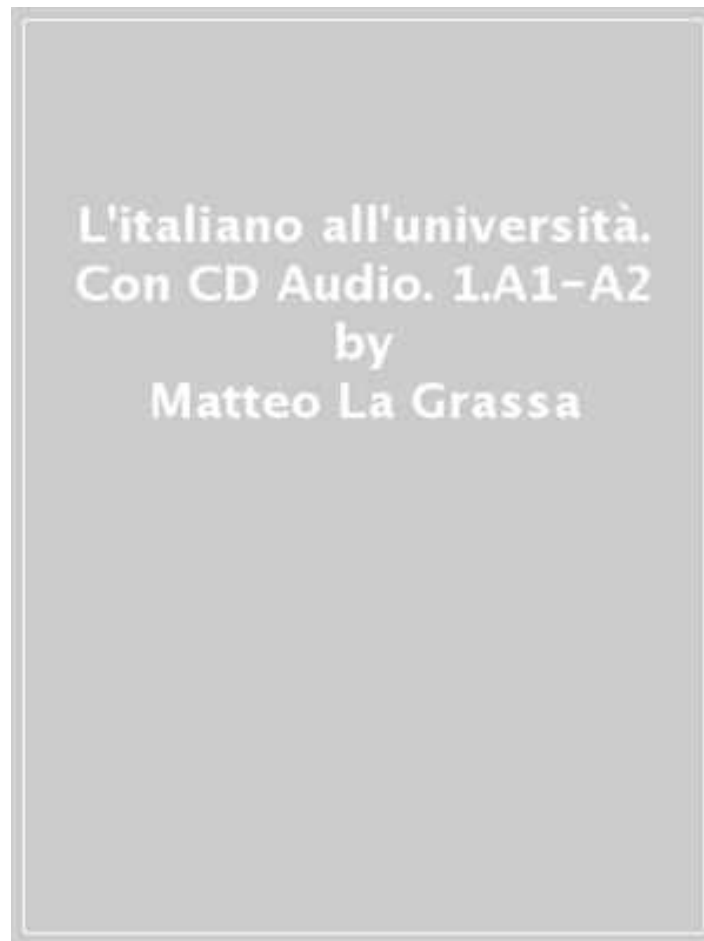 L'italiano all'università.
Con CD Audio. 1.A1-A2
by
Matteo La Grassa